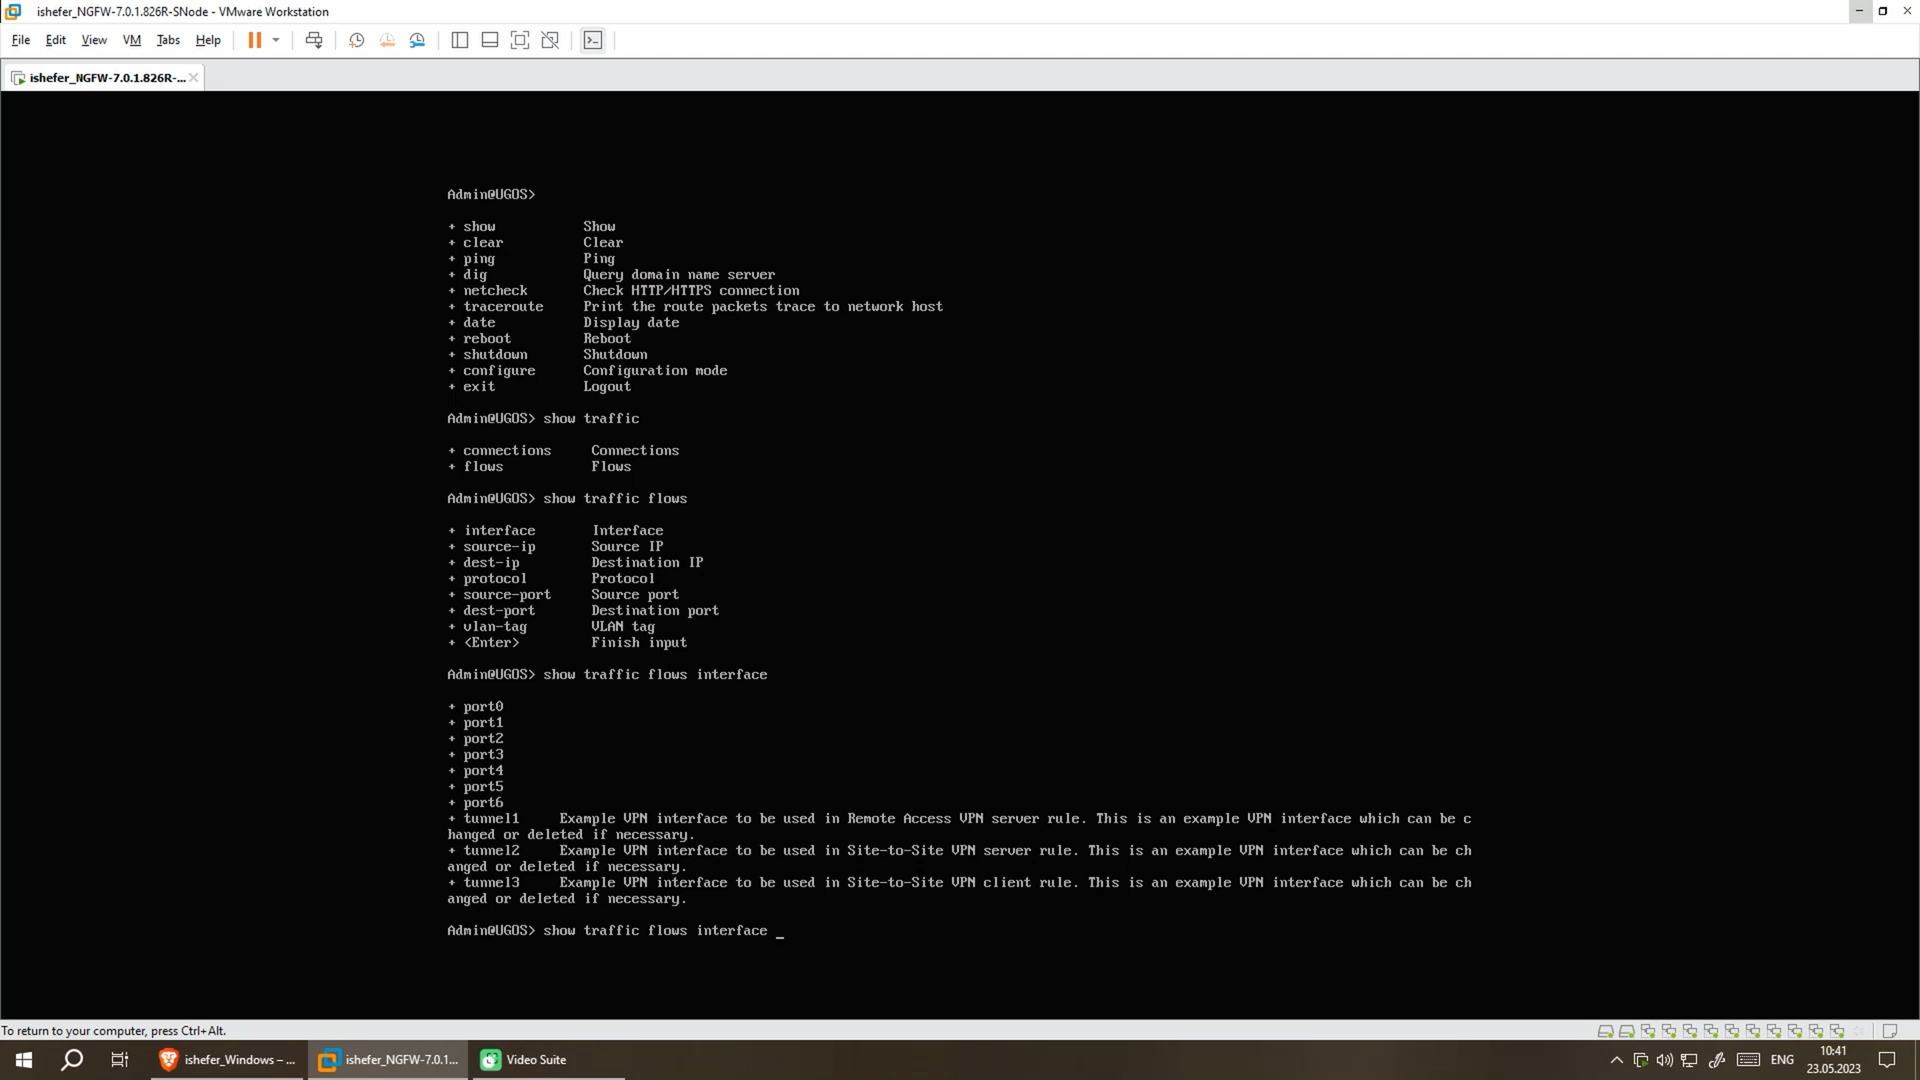 ishefer_NGFW-7.0.1.826R-SNode - VMware Workstation
File Edit View VM Tabs Help
ishefer_NGFW-7.0.1.826R-...
Admin@UGOS>
+ show Show
+ clear Clear
+ ping Ping
+ dig Query domain name server
+ netcheck Check HTTP/HTTPS connection
+ traceroute Print the route packets trace to network host
+ date Display date
+ reboot Reboot
+ shutdown Shutdown
+ configure Configuration mode
+ exit Logout
Admin@UGOS> show traffic
+ connections Connections
+ flows Flows
Admin@UGOS> show traffic flows
+ interface Interface
+ source-ip Source IP
+ dest-ip Destination IP
+ protocol Protocol
+ source-port Source port
+ dest-port Destination port
+ vlan-tag VLAN tag
+ <Enter> Finish input
Admin@UGOS> show traffic flows interface
+ port0
+ port1
+ port2
+ port3
+ port4
+ port5
+ port6
+ tunnel1 Example VPN interface to be used in Remote Access VPN server rule. This is an example VPN interface which can be c
hanged or deleted if necessary.
+ tunnel2 Example VPN interface to be used in Site-to-Site VPN server rule. This is an example VPN interface which can be ch
anged or deleted if necessary.
+ tunnel3 Example VPN interface to be used in Site-to-Site VPN client rule. This is an example VPN interface which can be ch
anged or deleted if necessary.
Admin@UGOS> show traffic flows interface _
To return to your computer, press Ctrl+Alt.
ishefer_Windows – ...
ishefer_NGFW-7.0.1...
Video Suite
ENG
10:41
23.05.2023